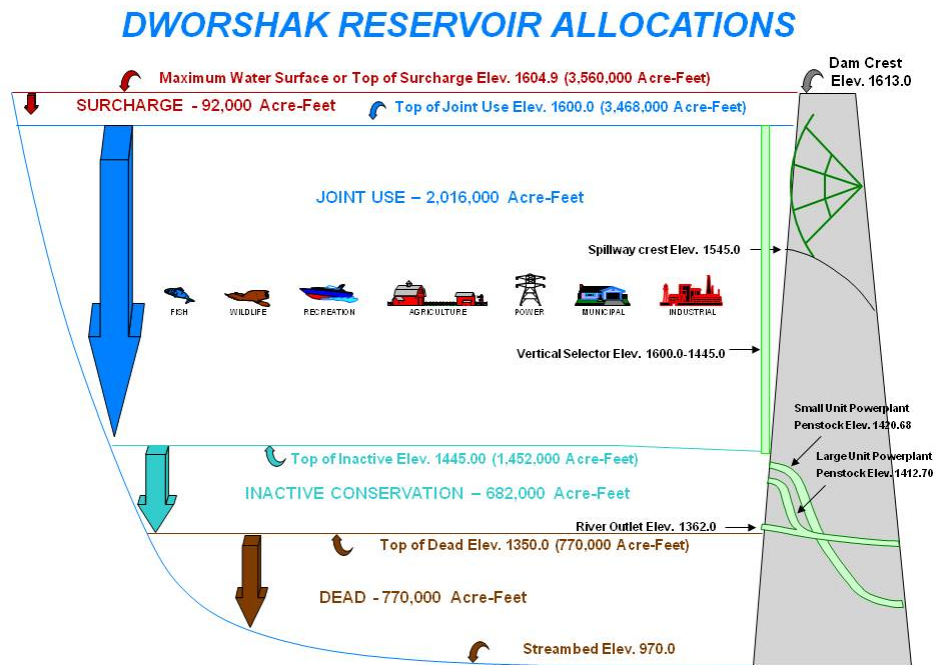 DWORSHAK RESERVOIR ALLOCATIONS
Dam Crest
Elev. 1613.0
Maximum Water Surface or Top of Surcharge Elev. 1604.9 (3,560,000 Acre-Feet)
SURCHARGE - 92,000 Acre-Feet
Top of Joint Use Elev. 1600.0 (3,468,000 Acre-Feet)
JOINT USE – 2,016,000 Acre-Feet
Spillway crest Elev. 1545.0
FISH
WILDLIFE
RECREATION
AGRICULTURE
POWER
MUNICIPAL
INDUSTRIAL
Vertical Selector Elev. 1600.0-1445.0
Small Unit Powerplant
Penstock Elev. 1420.68
Top of Inactive Elev. 1445.00 (1,452,000 Acre-Feet)
Large Unit Powerplant
Penstock Elev. 1412.70
INACTIVE CONSERVATION – 682,000 Acre-Feet
River Outlet Elev. 1362.0
Top of Dead Elev. 1350.0 (770,000 Acre-Feet)
DEAD - 770,000 Acre-Feet
Streambed Elev. 970.0